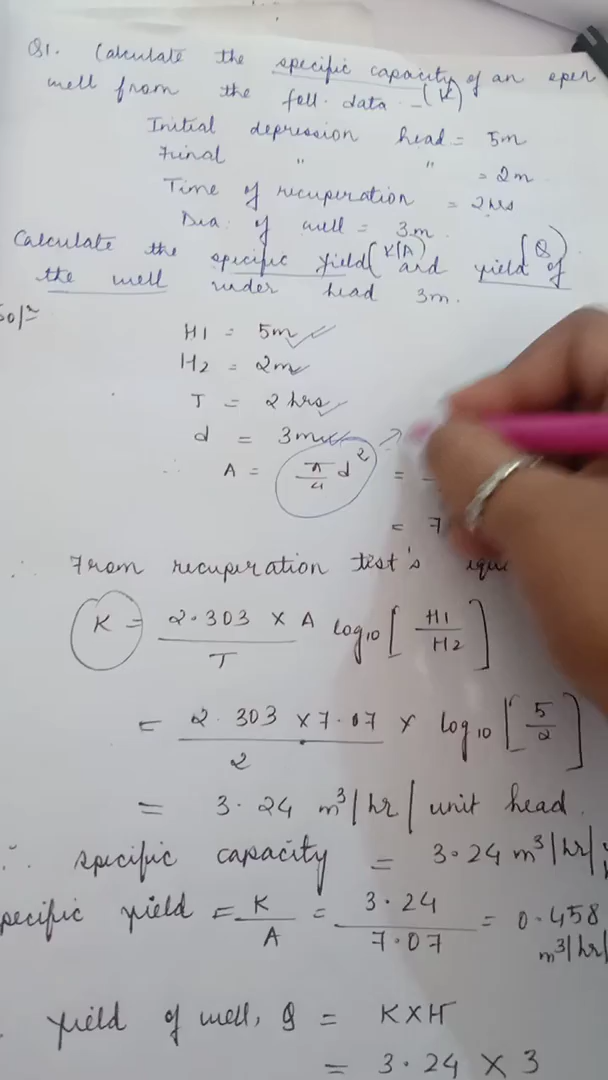 Q1. Calculate the specific capacity of an open
well from the foll. data - (K)
Initial depression head = 5m
Final " " = 2m
Time of recuperation = 2 hrs
Dia. of well = 3m.
Calculate the specific yield (K/A) and yield (Q) of
the well under head 3m.
Sol/=
H1 = 5m ✓
H2 = 2m ✓
T = 2 hrs ✓
d = 3m ✓
∴ A = π/4 d² =
= 7
∴ From recuperation test's
K = 2.303 × A / T log10 [H1/H2]
= 2.303 × 7.07 / 2 × log10 [5/2]
= 3.24 m³/hr/unit head.
∴ specific capacity = 3.24 m³/hr/
pecific yield = K/A = 3.24/7.07 = 0.458
m³/hr/
yield of well, Q = K×H
= 3.24 × 3